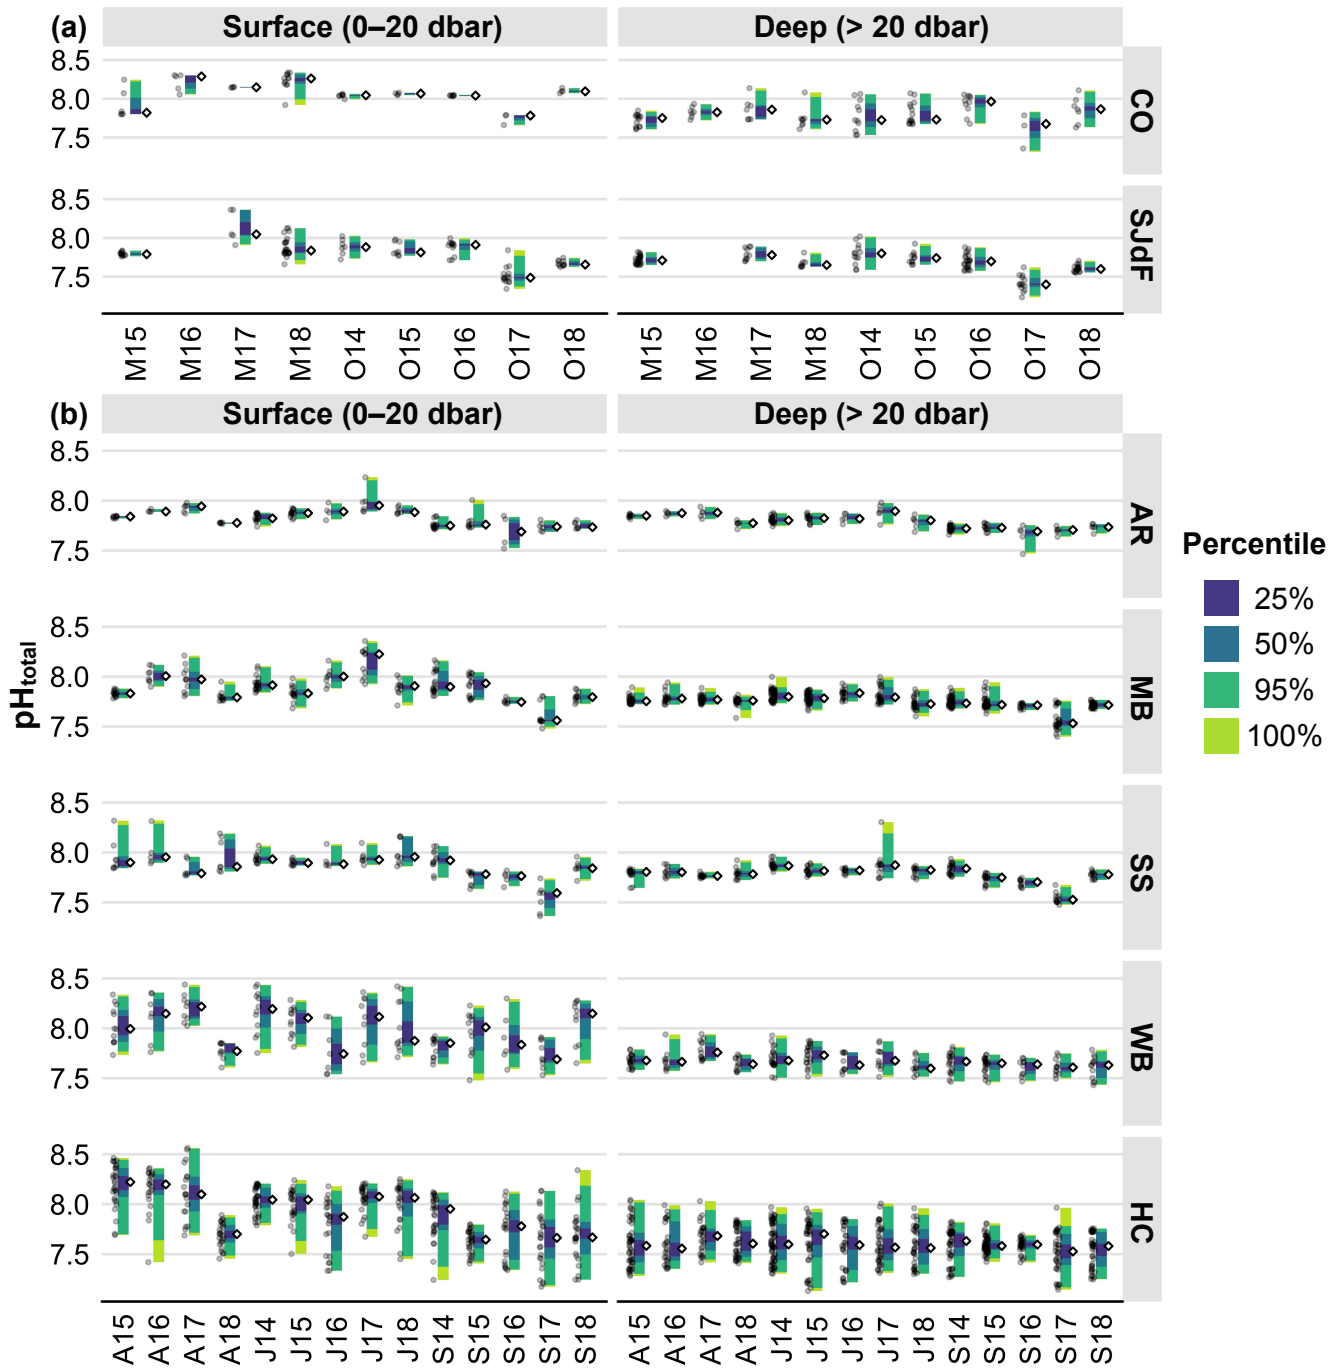 (a)
Surface (0–20 dbar)
Deep (> 20 dbar)
8.5
8.0
7.5
CO
8.5
8.0
7.5
SJdF
M15 M16 M17 M18 O14 O15 O16 O17 O18
M15 M16 M17 M18 O14 O15 O16 O17 O18
(b)
Surface (0–20 dbar)
Deep (> 20 dbar)
pHtotal
8.5
8.0
7.5
AR
8.5
8.0
7.5
MB
8.5
8.0
7.5
SS
8.5
8.0
7.5
WB
8.5
8.0
7.5
HC
A15 A16 A17 A18 J14 J15 J16 J17 J18 S14 S15 S16 S17 S18
A15 A16 A17 A18 J14 J15 J16 J17 J18 S14 S15 S16 S17 S18
Percentile
25%
50%
95%
100%